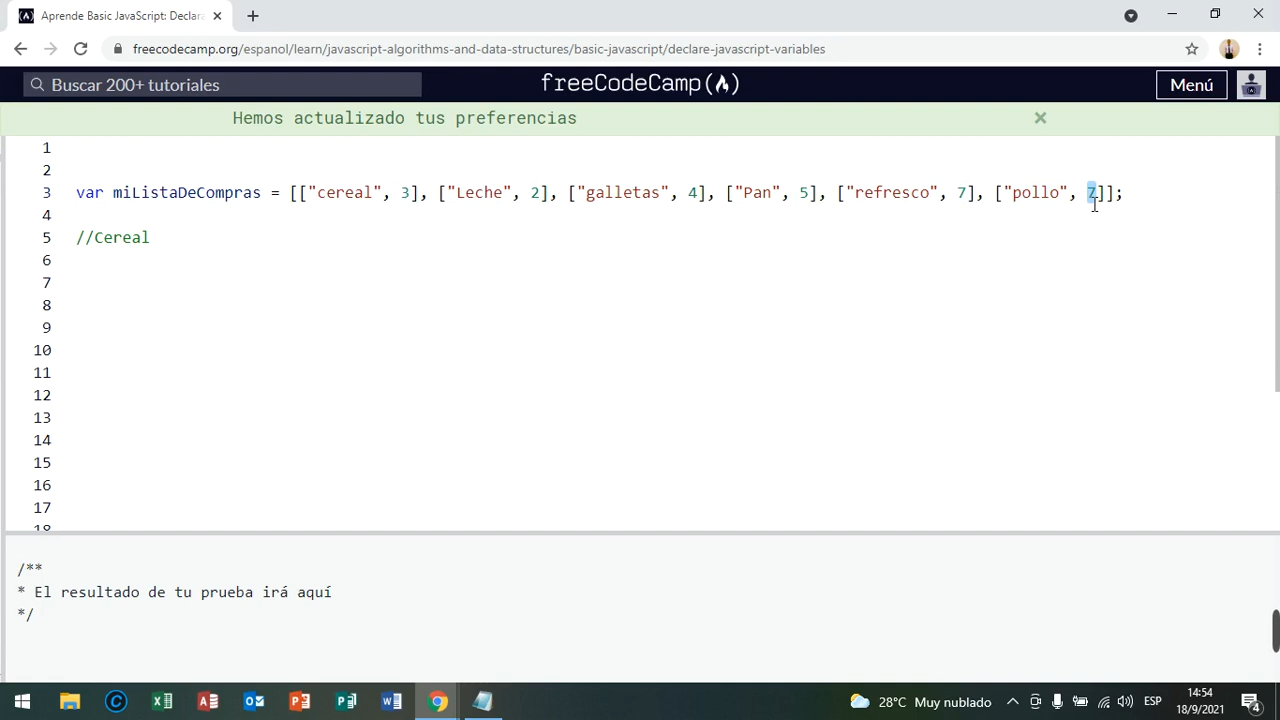 Aprende Basic JavaScript: Declara
freecodecamp.org/espanol/learn/javascript-algorithms-and-data-structures/basic-javascript/declare-javascript-variables
Buscar 200+ tutoriales
freeCodeCamp
Menú
Hemos actualizado tus preferencias
1
2
3 var miListaDeCompras = [["cereal", 3], ["Leche", 2], ["galletas", 4], ["Pan", 5], ["refresco", 7], ["pollo", 7]];
4
5 //Cereal
6
7
8
9
10
11
12
13
14
15
16
17
18
/**
* El resultado de tu prueba irá aquí
*/
28°C Muy nublado
ESP
14:54
18/9/2021
4